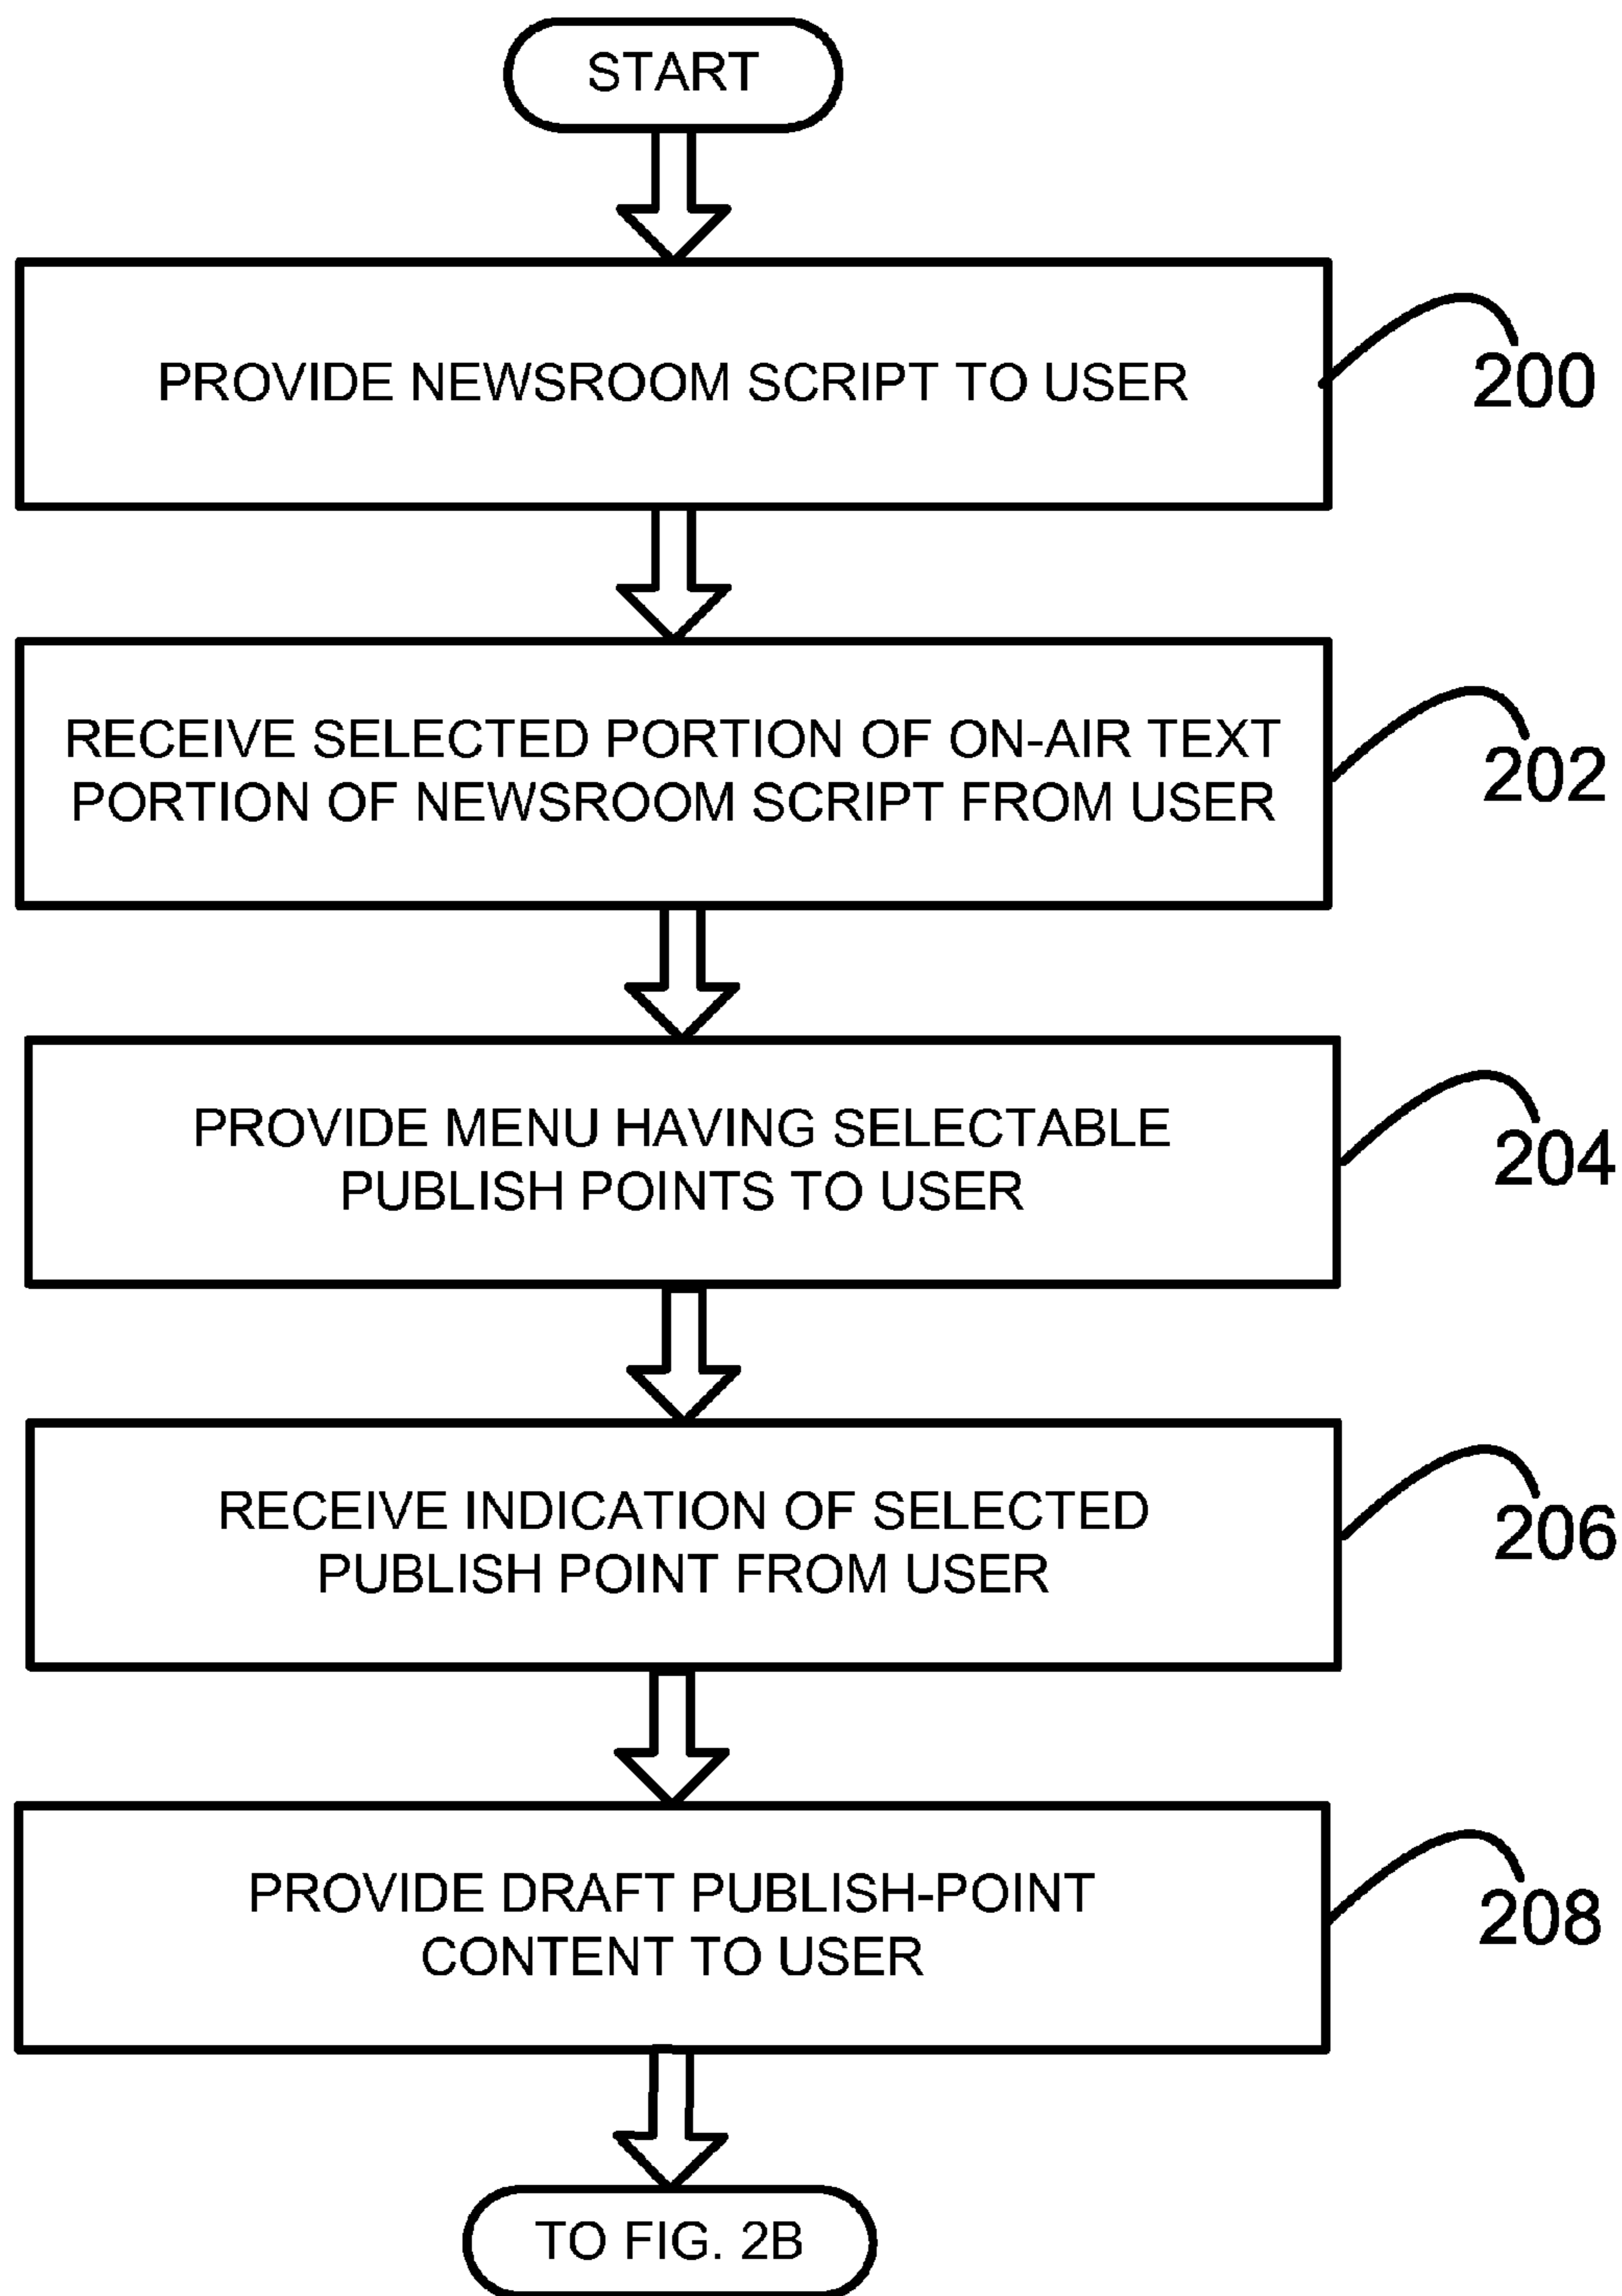 START
PROVIDE NEWSROOM SCRIPT TO USER
200
RECEIVE SELECTED PORTION OF ON-AIR TEXT
PORTION OF NEWSROOM SCRIPT FROM USER
202
PROVIDE MENU HAVING SELECTABLE
PUBLISH POINTS TO USER
204
RECEIVE INDICATION OF SELECTED
PUBLISH POINT FROM USER
206
PROVIDE DRAFT PUBLISH-POINT
CONTENT TO USER
208
TO FIG. 2B